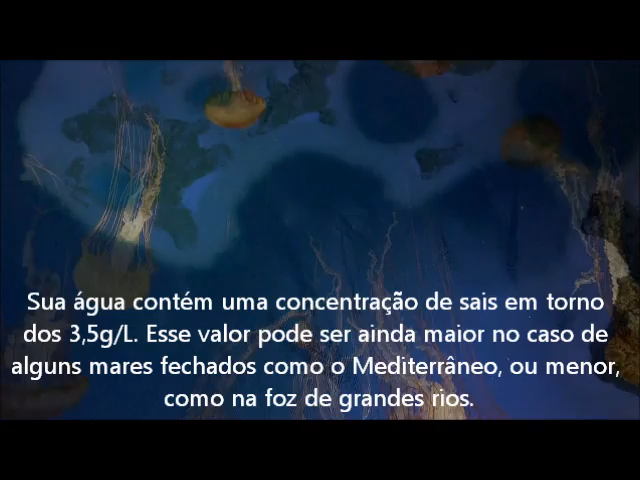 Sua água contém uma concentração de sais em torno
dos 3,5g/L. Esse valor pode ser ainda maior no caso de
alguns mares fechados como o Mediterrâneo, ou menor,
como na foz de grandes rios.